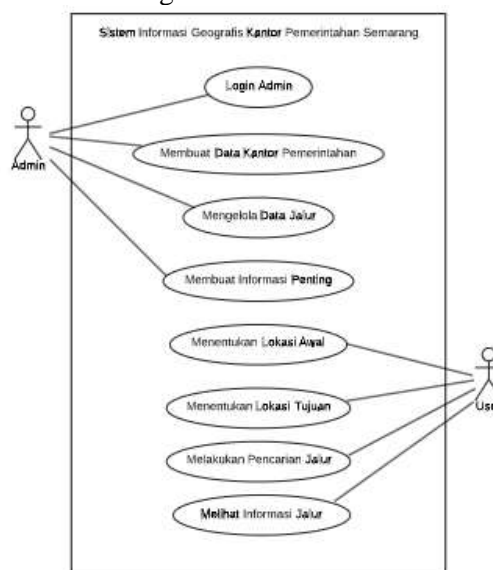 Sistem Informasi Geografis Kantor Pemerintahan Semarang
Login Admin
Admin
Membuat Data Kantor Pemerintahan
Mengelola Data Jalur
Membuat Informasi Penting
Menentukan Lokasi Awal
Menentukan Lokasi Tujuan
Melakukan Pencarian Jalur
Melihat Informasi Jalur